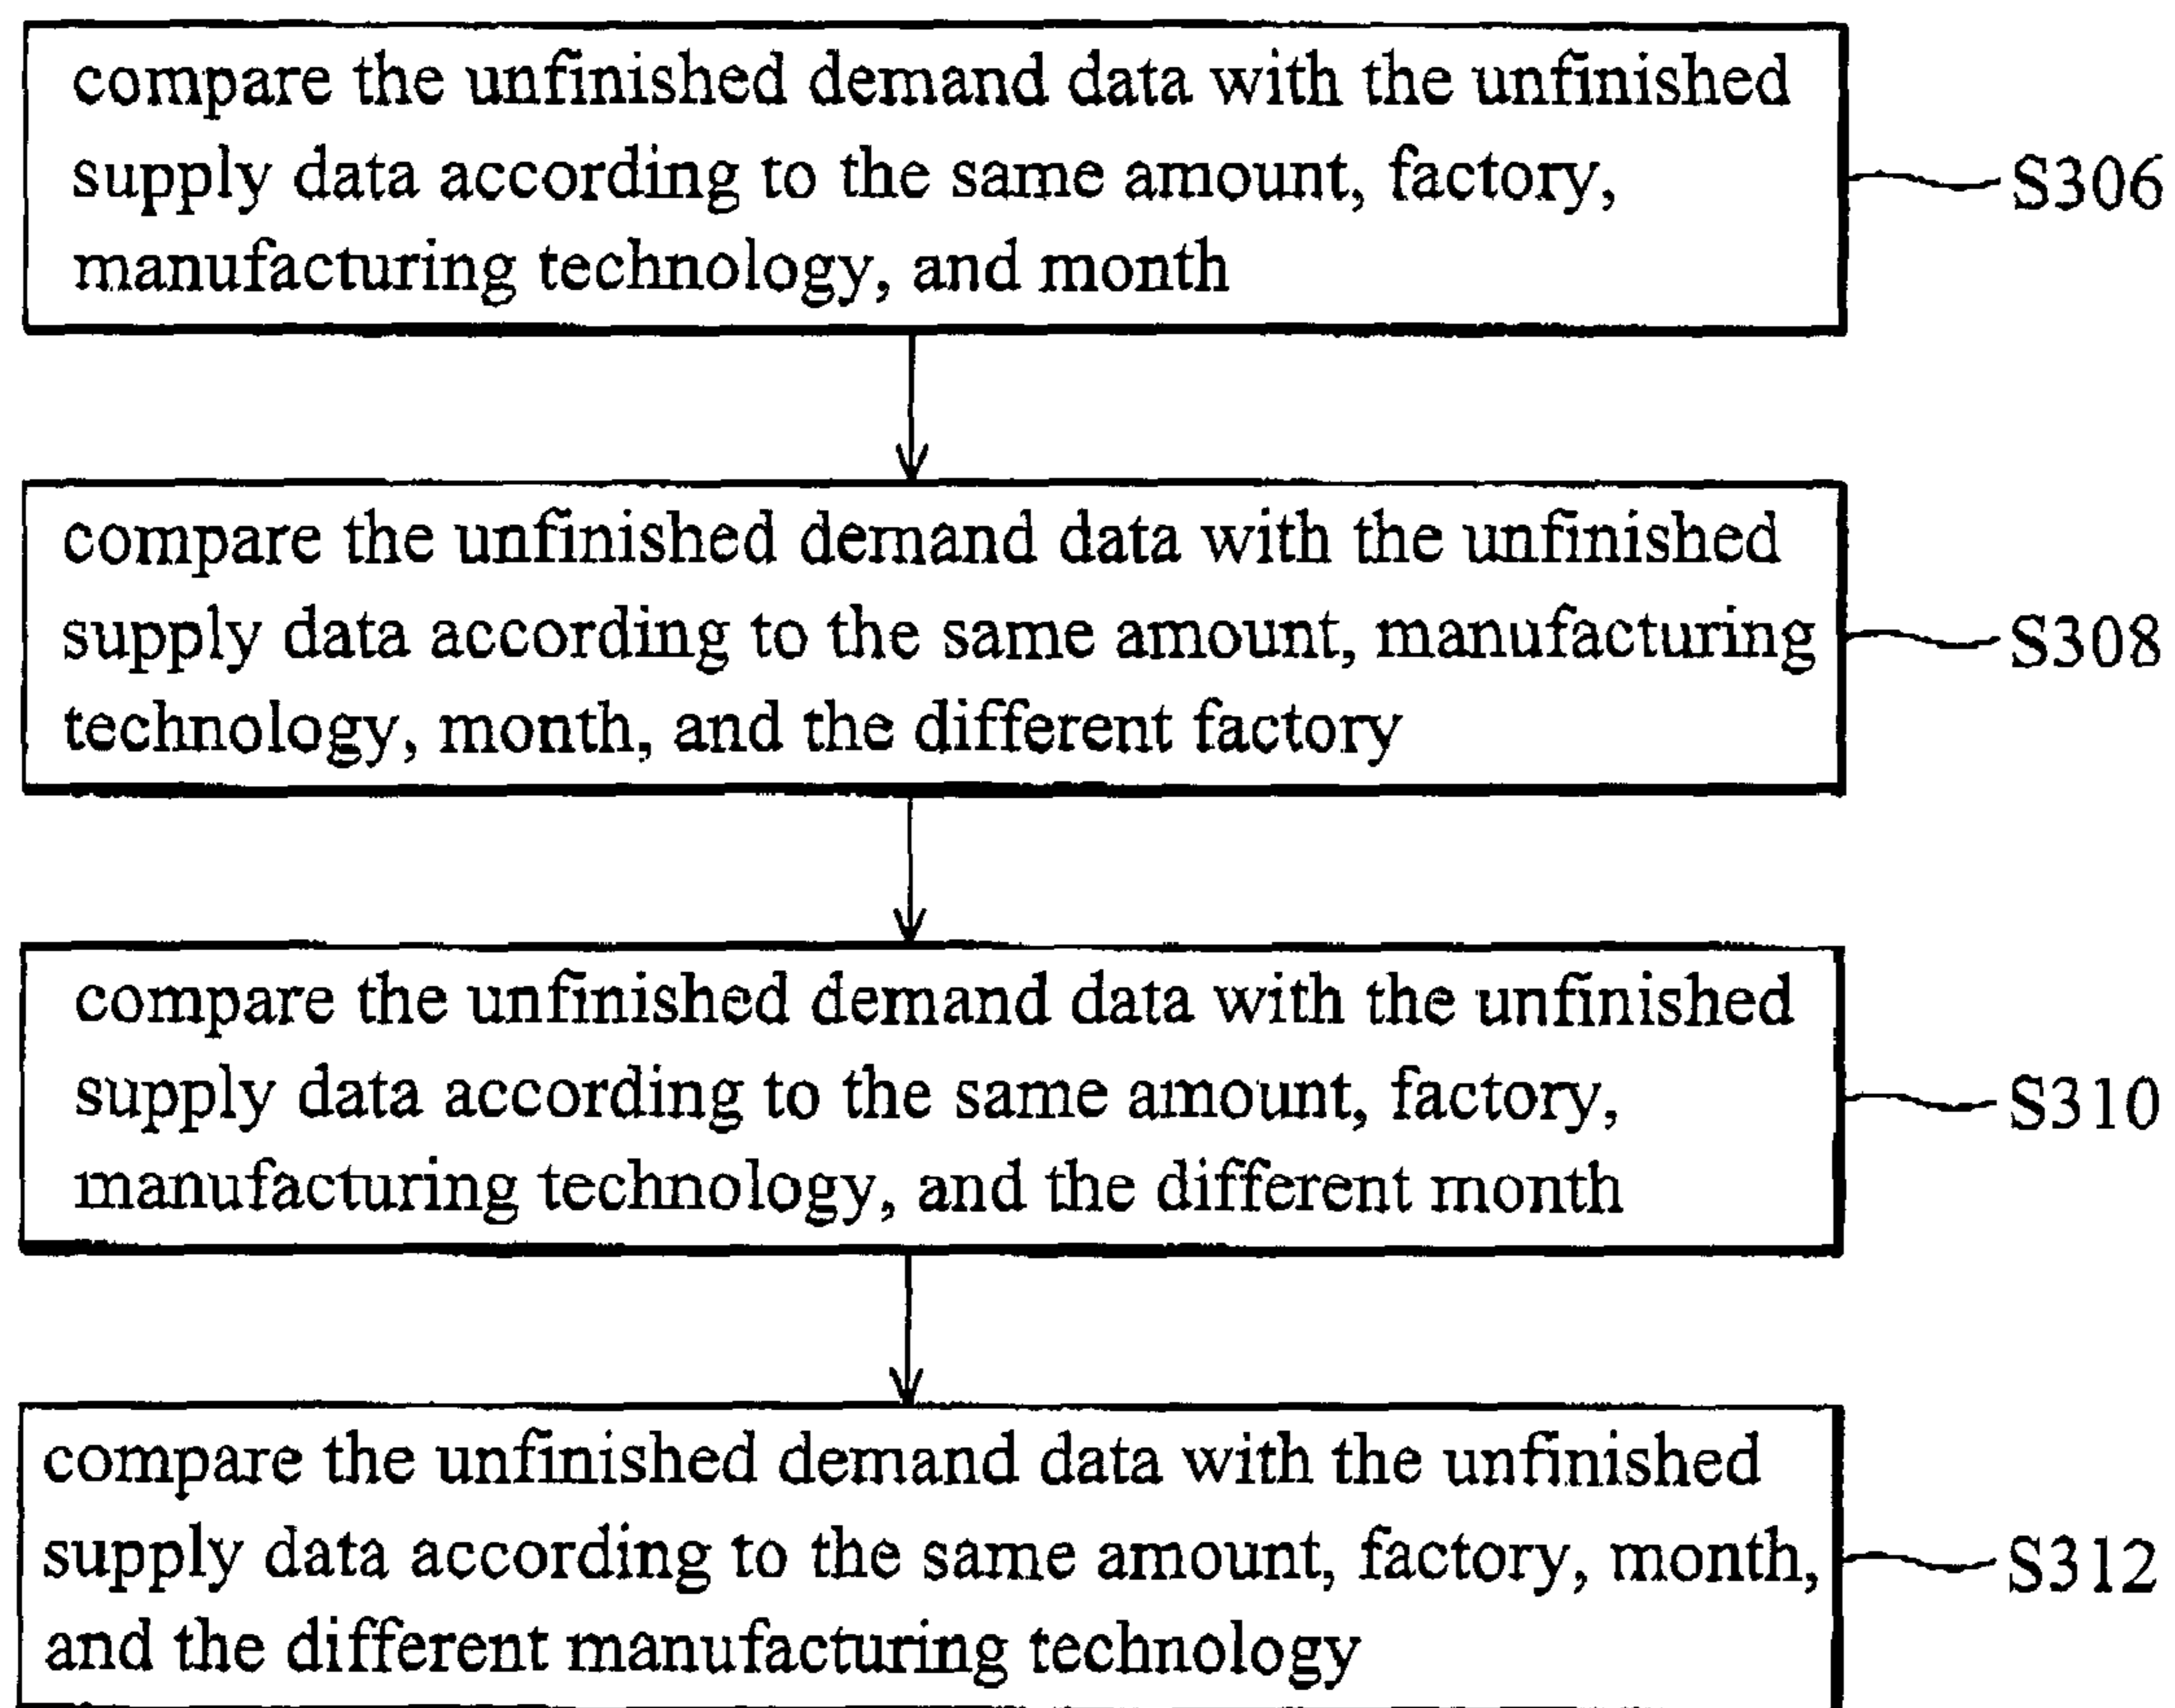 compare the unfinished demand data with the unfinished
supply data according to the same amount, factory,
manufacturing technology, and month
S306
compare the unfinished demand data with the unfinished
supply data according to the same amount, manufacturing
technology, month, and the different factory
S308
compare the unfinished demand data with the unfinished
supply data according to the same amount, factory,
manufacturing technology, and the different month
S310
compare the unfinished demand data with the unfinished
supply data according to the same amount, factory, month,
and the different manufacturing technology
S312